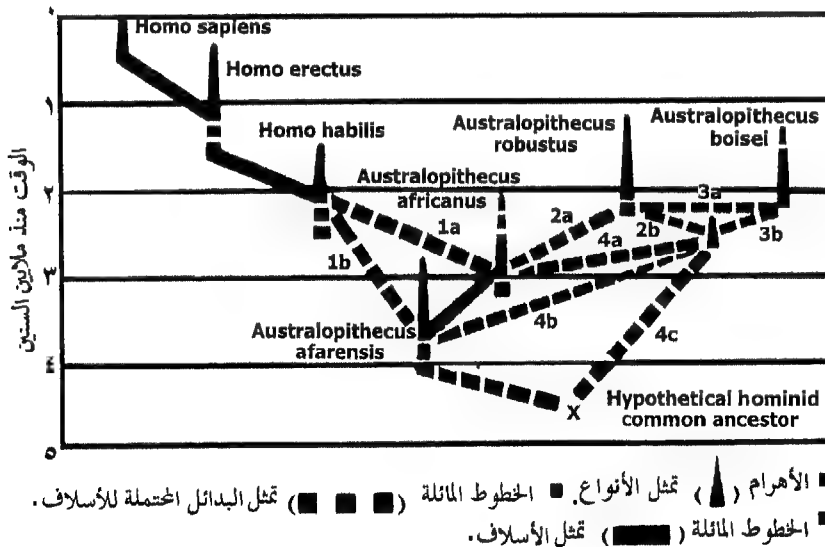 ٠
Homo sapiens
Homo erectus
١
Homo habilis
Australopithecus
robustus
Australopithecus
boisei
Australopithecus
africanus
٢
3a
1a
2a
2b
3b
4a
1b
٣
4b
4c
Australopithecus
afarensis
٤
Hypothetical hominid
common ancestor
X
٥
الوقت منذ ملايين السنين
الأهرام ( ) تمثل الأنواع. الخطوط المائلة ( ) تمثل البدائل المحتملة للأسلاف.
الخطوط المائلة ( ) تمثل الأسلاف.